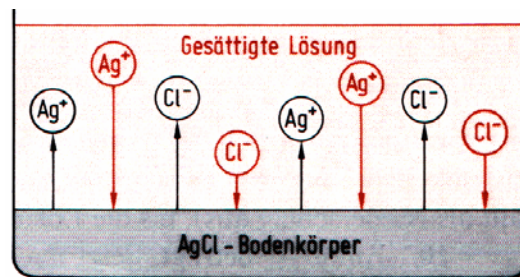 Gesättigte Lösung
Ag⁺
Ag⁺
Cl⁻
Cl⁻
Ag⁺
Ag⁺
Cl⁻
Cl⁻
AgCl-Bodenkörper